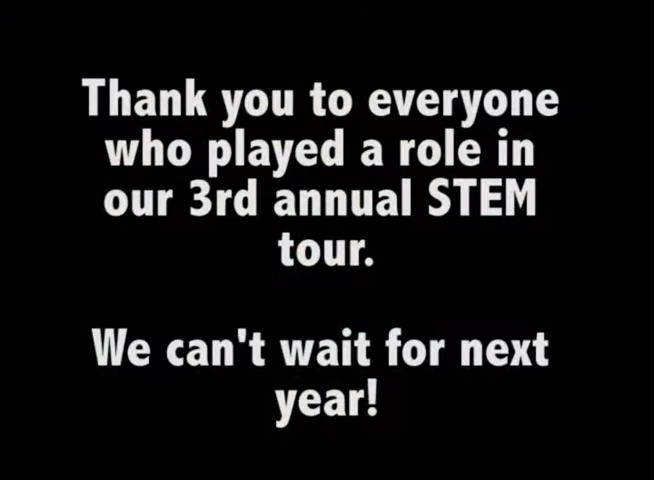 Thank you to everyone
who played a role in
our 3rd annual STEM
tour.
We can't wait for next
year!